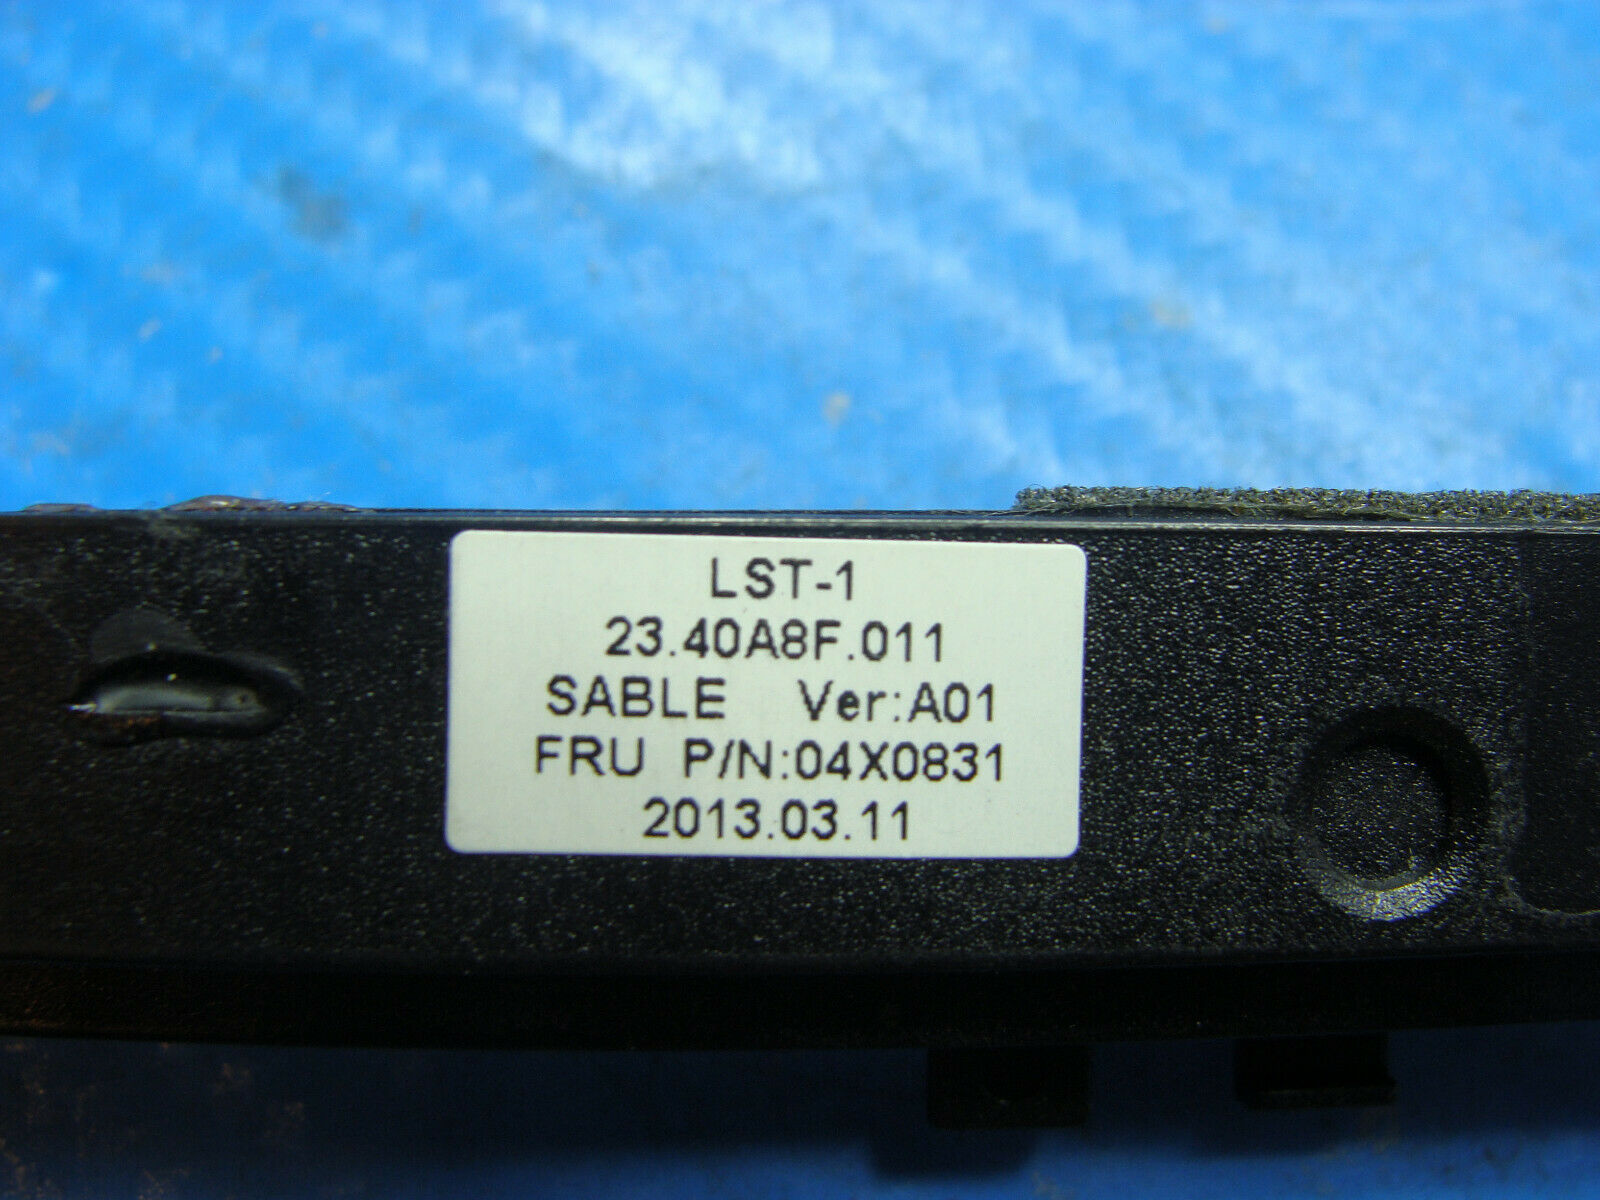 LST-1
23.40A8F.011
SABLE Ver:A01
FRU P/N:04X0831
2013.03.11